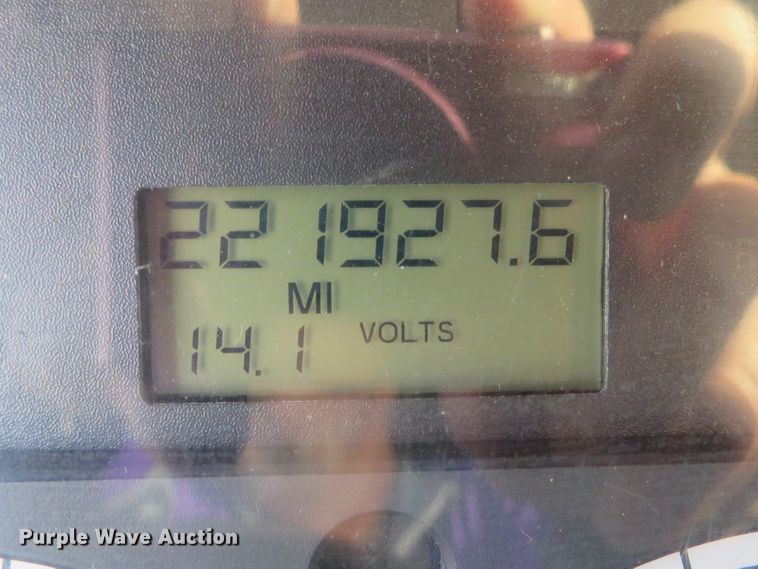 221927.6
MI
14.1 VOLTS
Purple Wave Auction